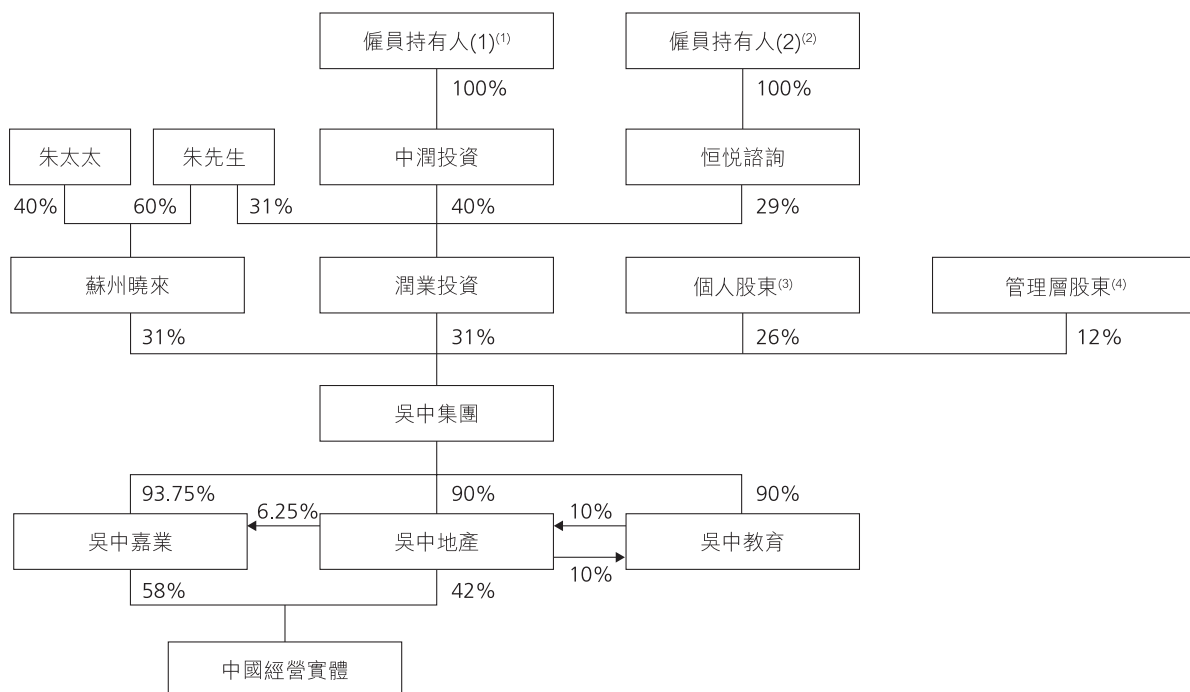 僱員持有人(1)(1) 僱員持有人(2)(2)
100% 100%
朱太太 朱先生 中潤投資 恒悅諮詢
40% 60% 31% 40% 29%
蘇州曉來 潤業投資 個人股東(3) 管理層股東(4)
31% 31% 26% 12%
吳中集團
93.75% 90% 90%
6.25% 10%
吳中嘉業 吳中地產 吳中教育
10%
58% 42%
中國經營實體